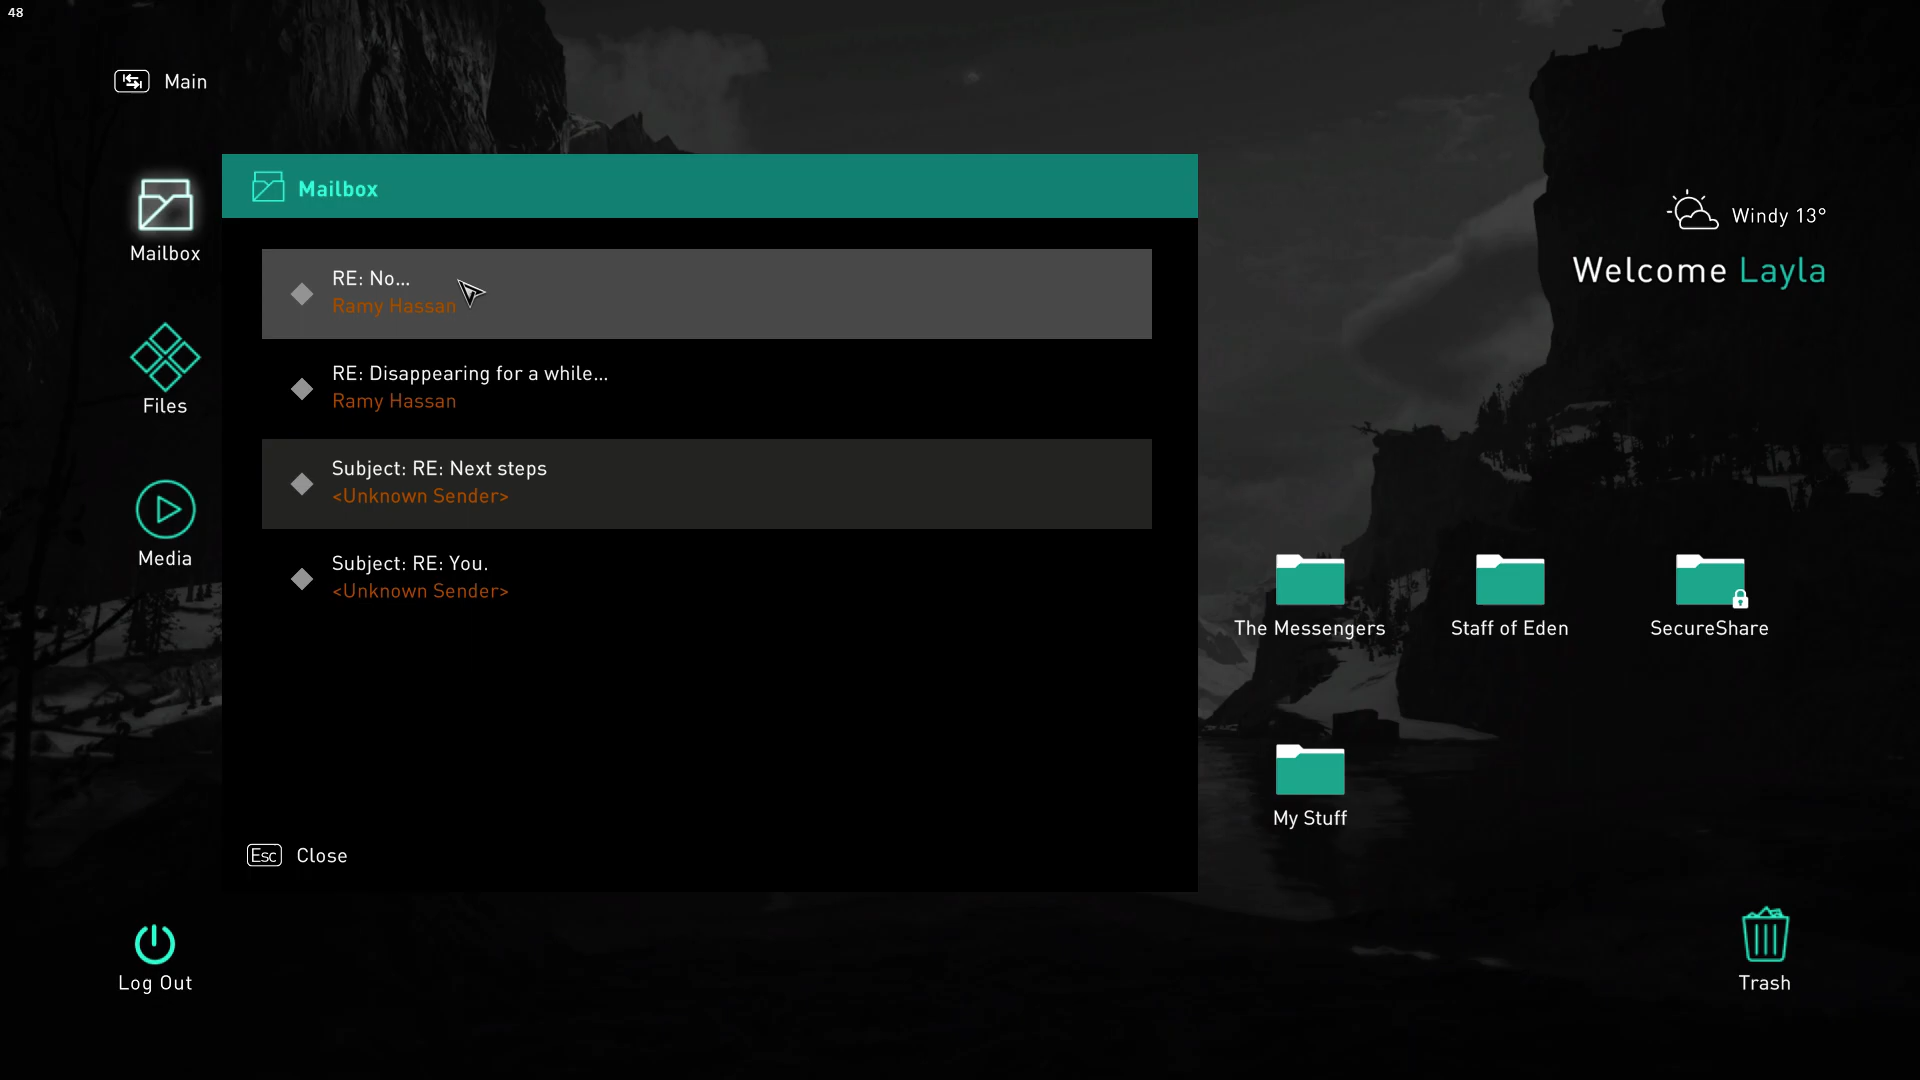 48
Main
Mailbox
Mailbox
RE: No...
Ramy Hassan
RE: Disappearing for a while...
Ramy Hassan
Subject: RE: Next steps
<Unknown Sender>
Subject: RE: You.
<Unknown Sender>
Esc Close
Files
Media
Log Out
Windy 13°
Welcome Layla
The Messengers
Staff of Eden
SecureShare
My Stuff
Trash